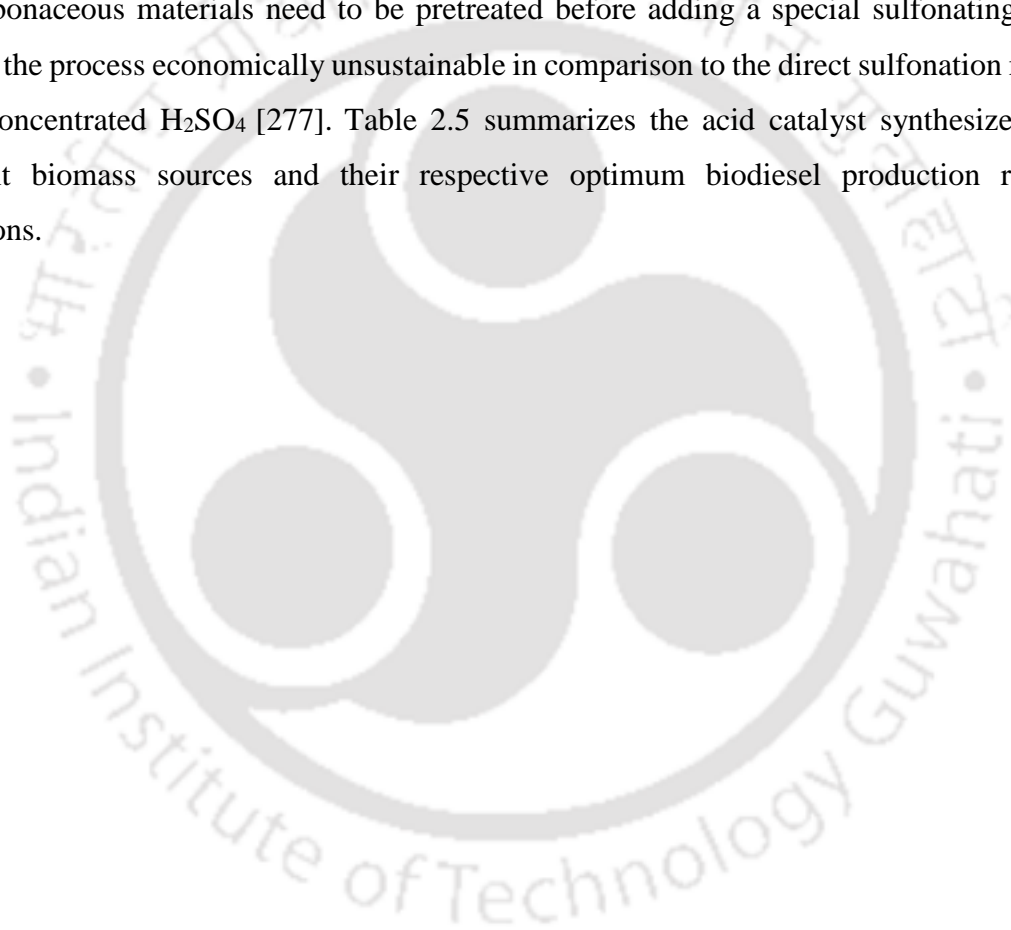 bonaceous materials need to be pretreated before adding a special sulfonating
the process economically unsustainable in comparison to the direct sulfonation
oncentrated H₂SO₄ [277]. Table 2.5 summarizes the acid catalyst synthesize
t biomass sources and their respective optimum biodiesel production r
ons.
• Indian Institute of Technology Guwahati •